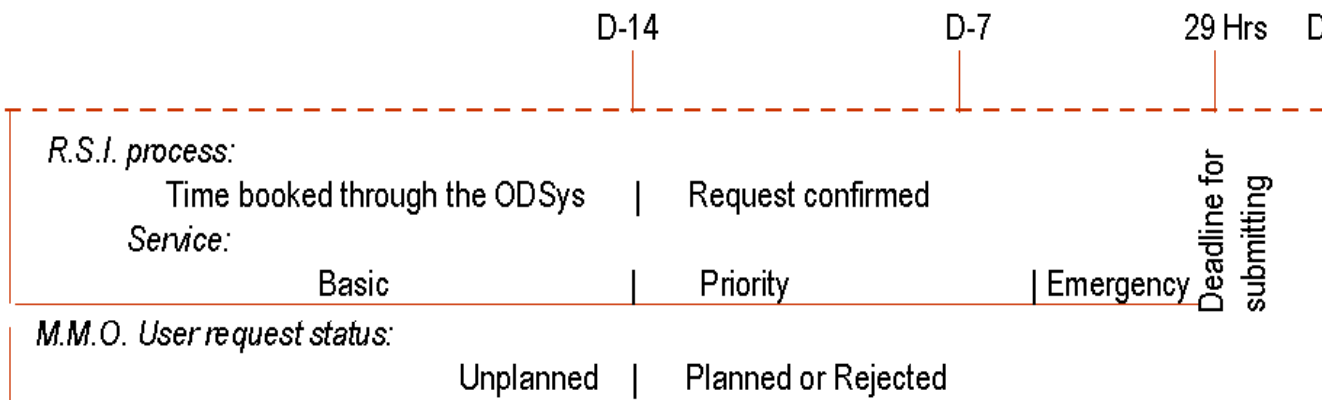 D-14 D-7 29 Hrs D
R.S.I. process:
Time booked through the ODSys | Request confirmed
Service:
Basic | Priority | Emergency
Deadline for
submitting
M.M.O. User request status:
Unplanned | Planned or Rejected